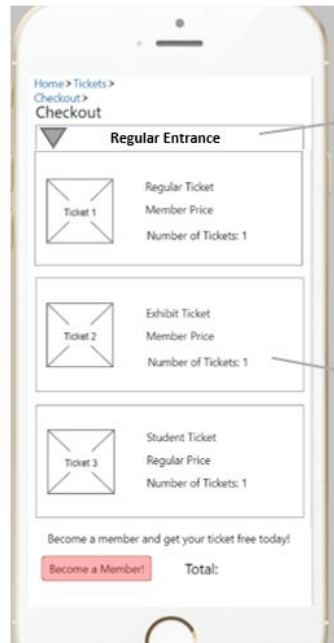 Home > Tickets >
Checkout >
Checkout
Regular Entrance
Ticket 1
Regular Ticket
Member Price
Number of Tickets: 1
Ticket 2
Exhibit Ticket
Member Price
Number of Tickets: 1
Ticket 3
Student Ticket
Regular Price
Number of Tickets: 1
Become a member and get your ticket free today!
Become a Member!
Total: